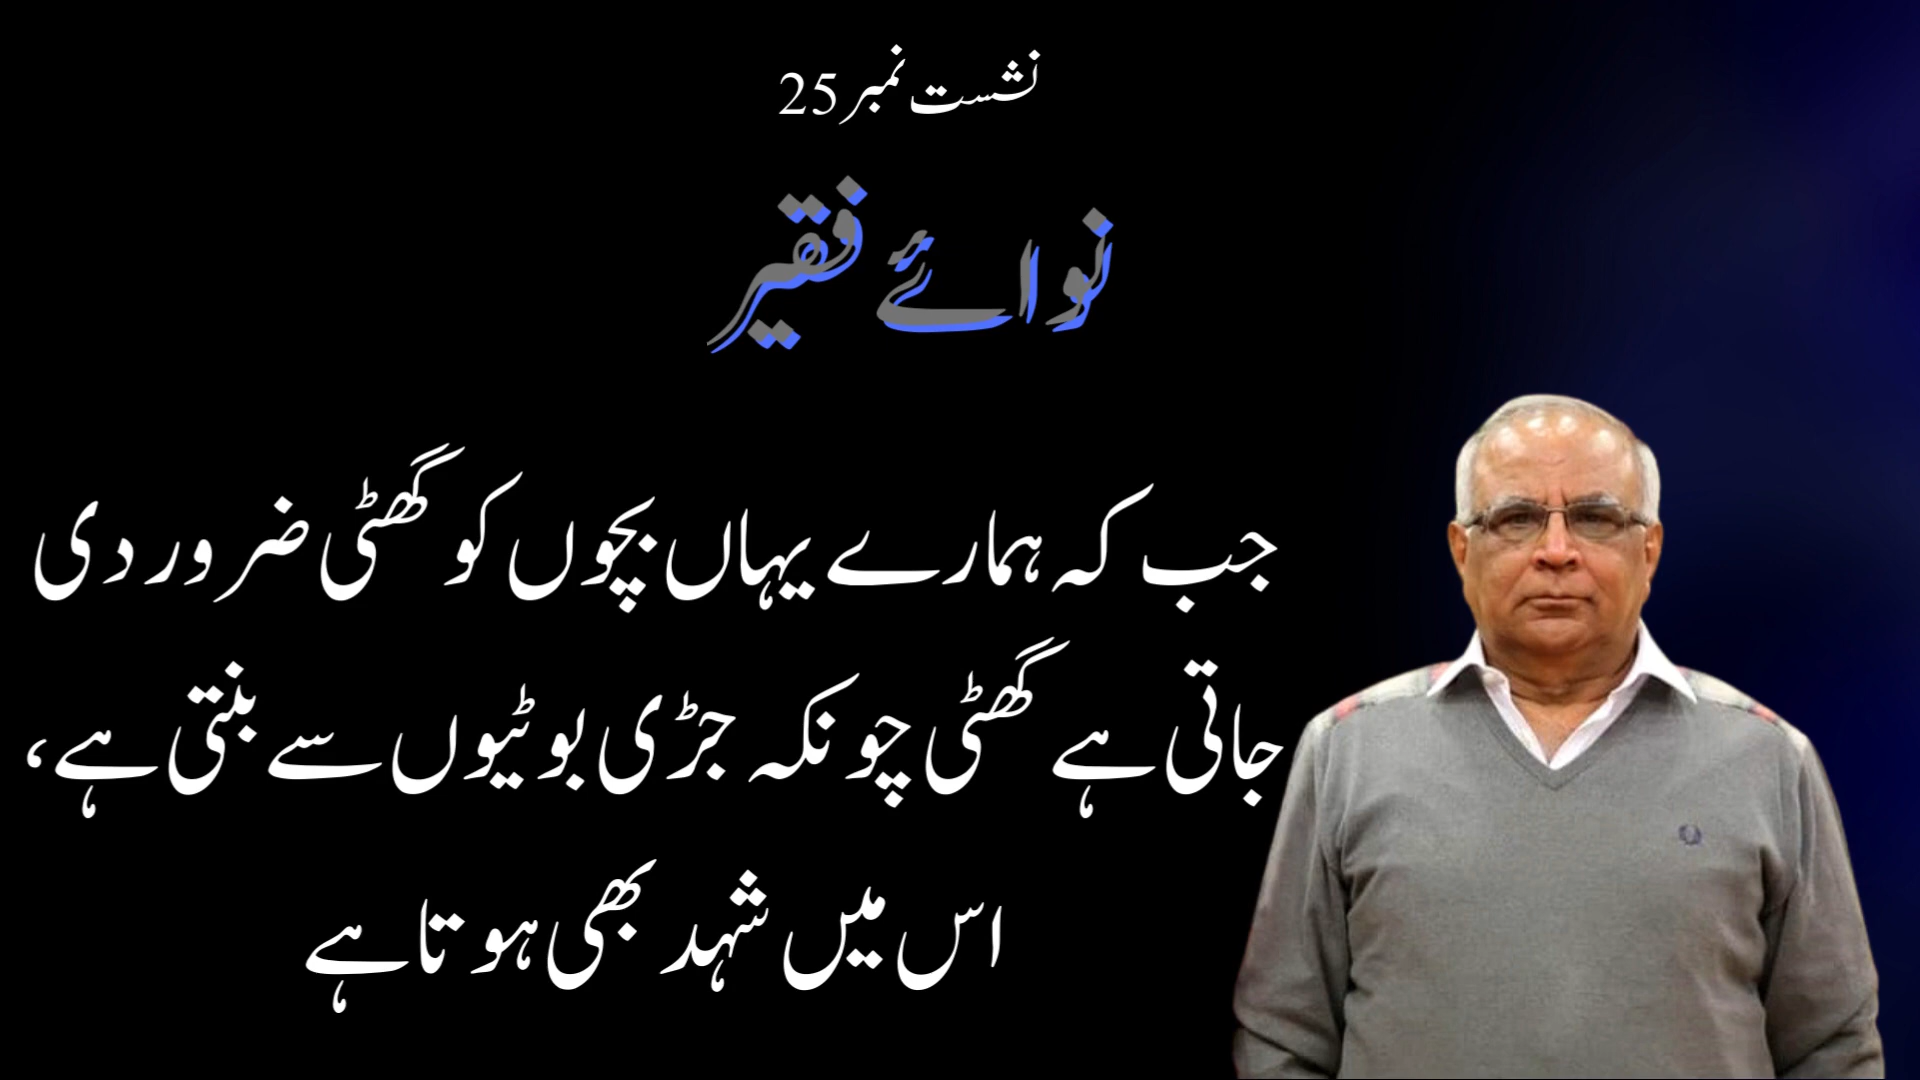 نشست نمبر 25
نوائے فقیر
جب کہ ہمارے یہاں بچوں کو گھٹی ضرور دی
جاتی ہے گھٹی چونکہ جڑی بوٹیوں سے بنتی ہے،
اس میں شہد بھی ہوتا ہے